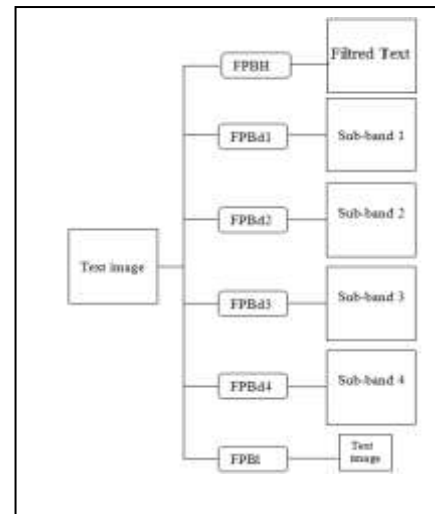 FPBH
Filtred Text
FPBd1
Sub-band 1
FPBd2
Sub-band 2
Text image
FPBd3
Sub-band 3
FPBd4
Sub-band 4
Text
image